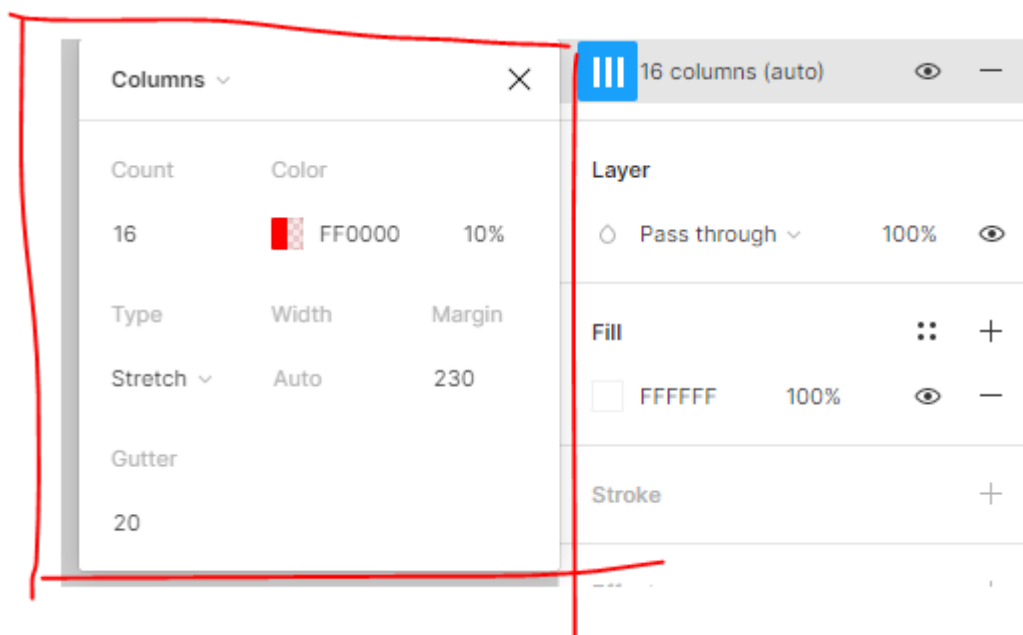 Columns
16 columns (auto)
Count Color
16 FF0000 10%
Type Width Margin
Stretch Auto 230
Gutter
20
Layer
Pass through 100%
Fill
FFFFFF 100%
Stroke